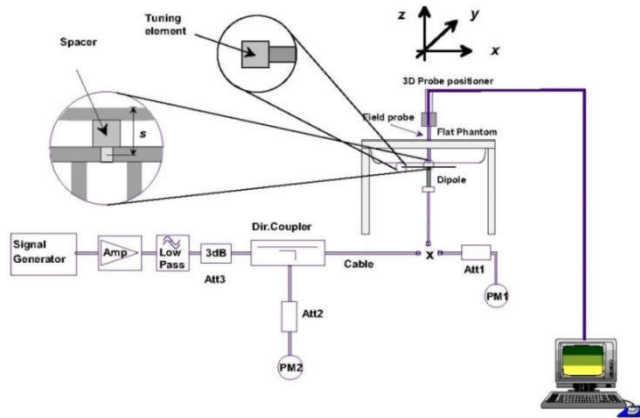 Tuning
element
Spacer
s
z
y
x
3D Probe positioner
Field probe
Flat Phantom
Dipole
Dir.Coupler
Signal
Generator
Amp
Low
Pass
3dB
Att3
Cable
x
Att1
PM1
Att2
PM2